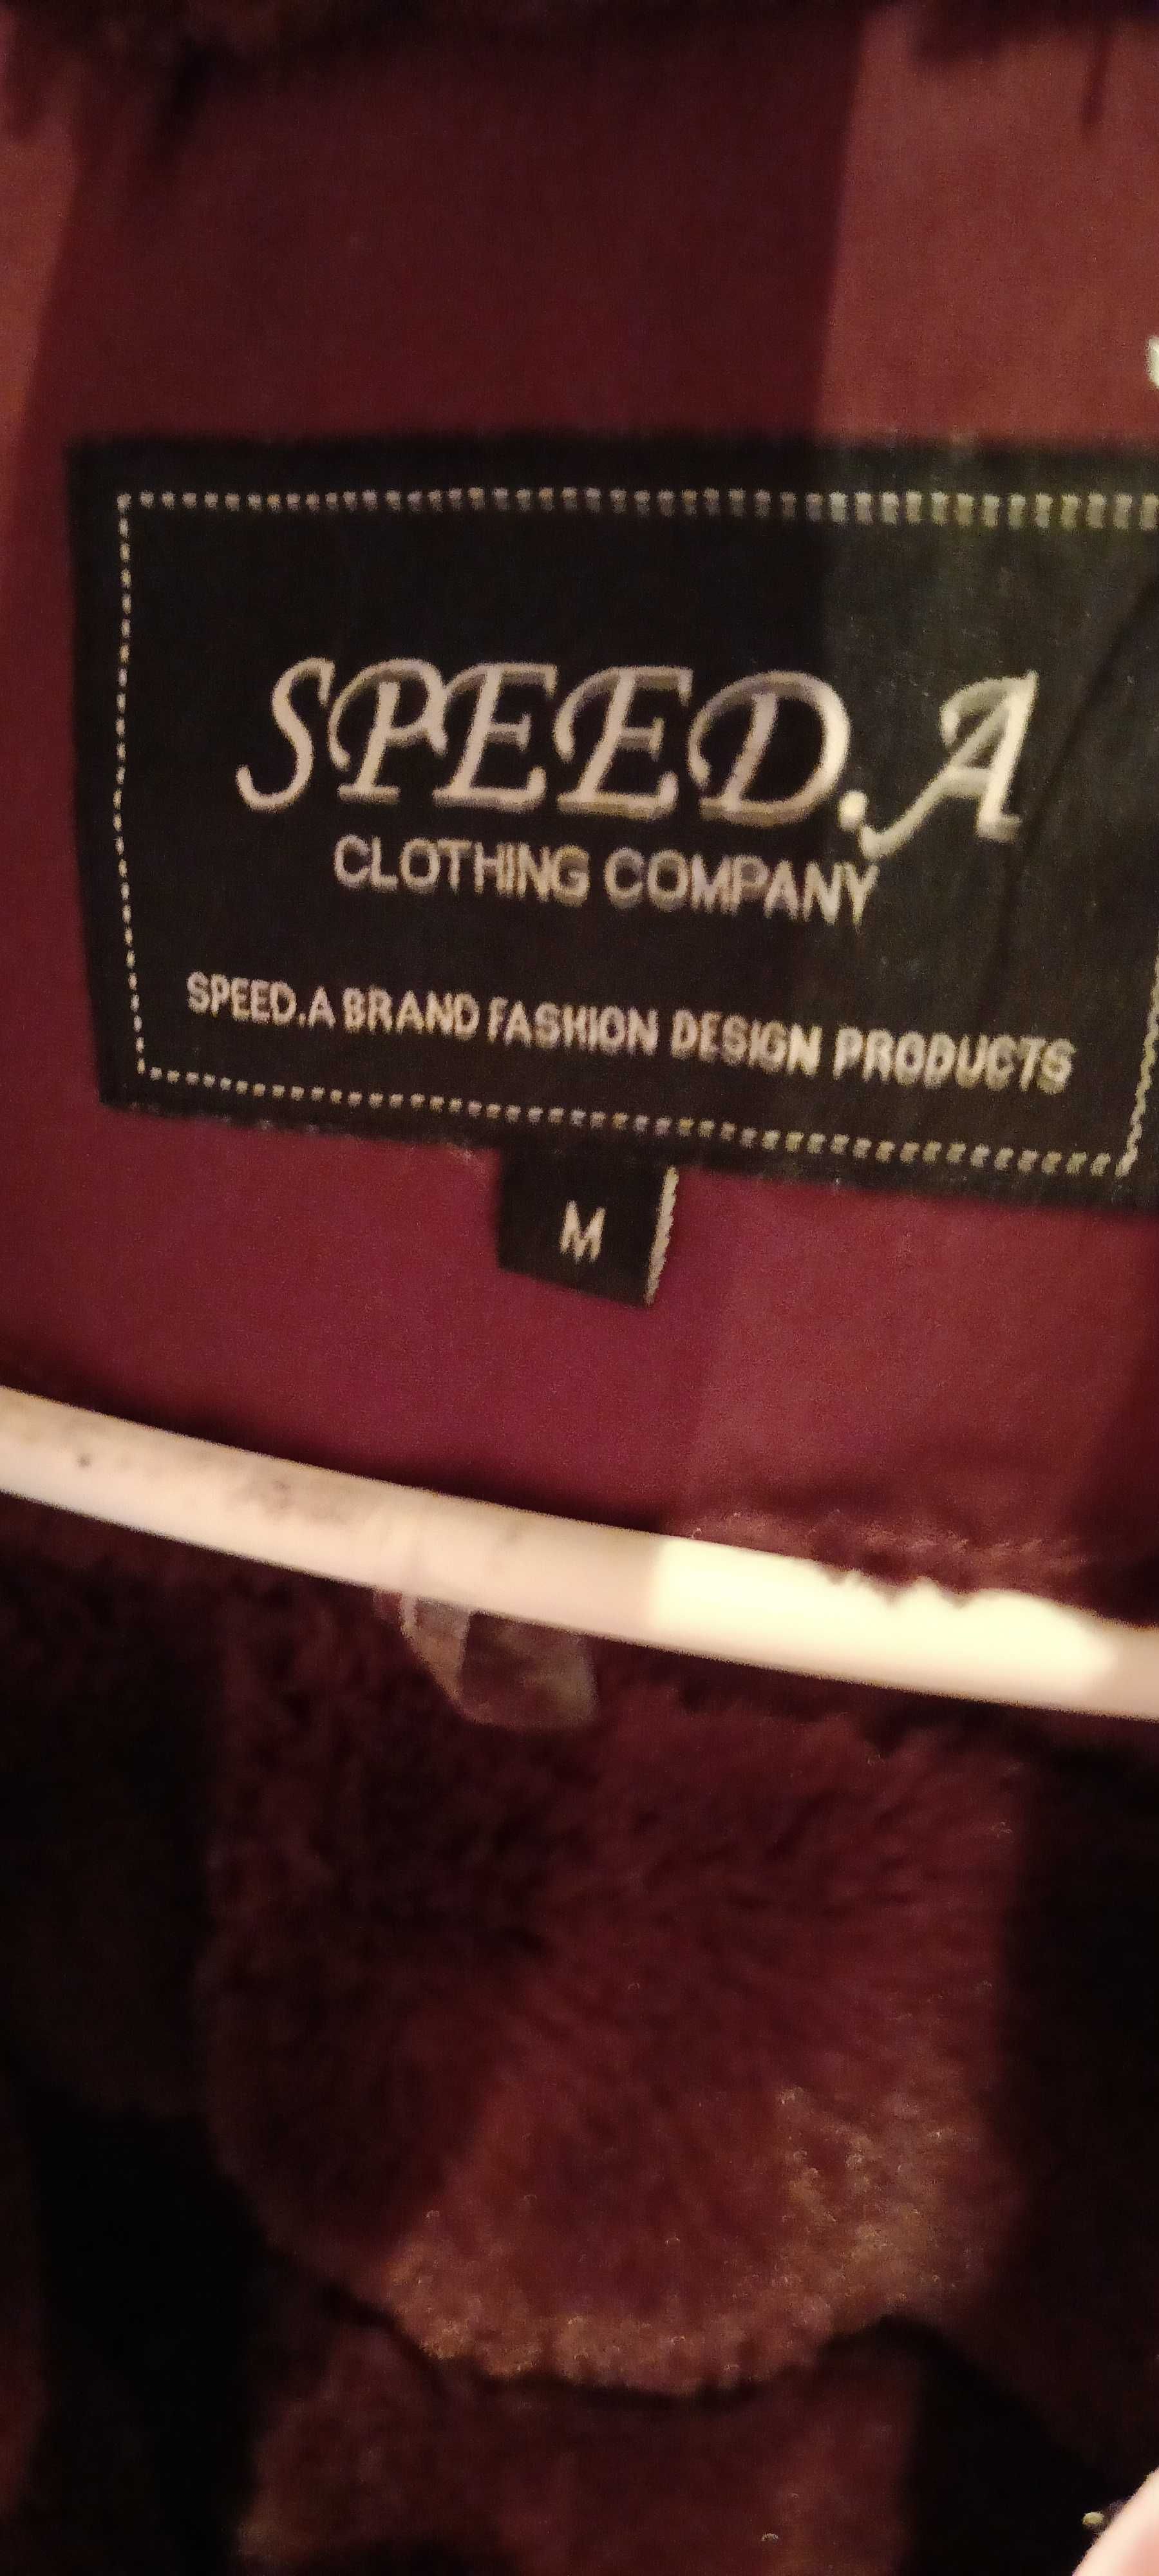 SPEED.A
CLOTHING COMPANY
SPEED.A BRAND FASHION DESIGN PRODUCTS
M